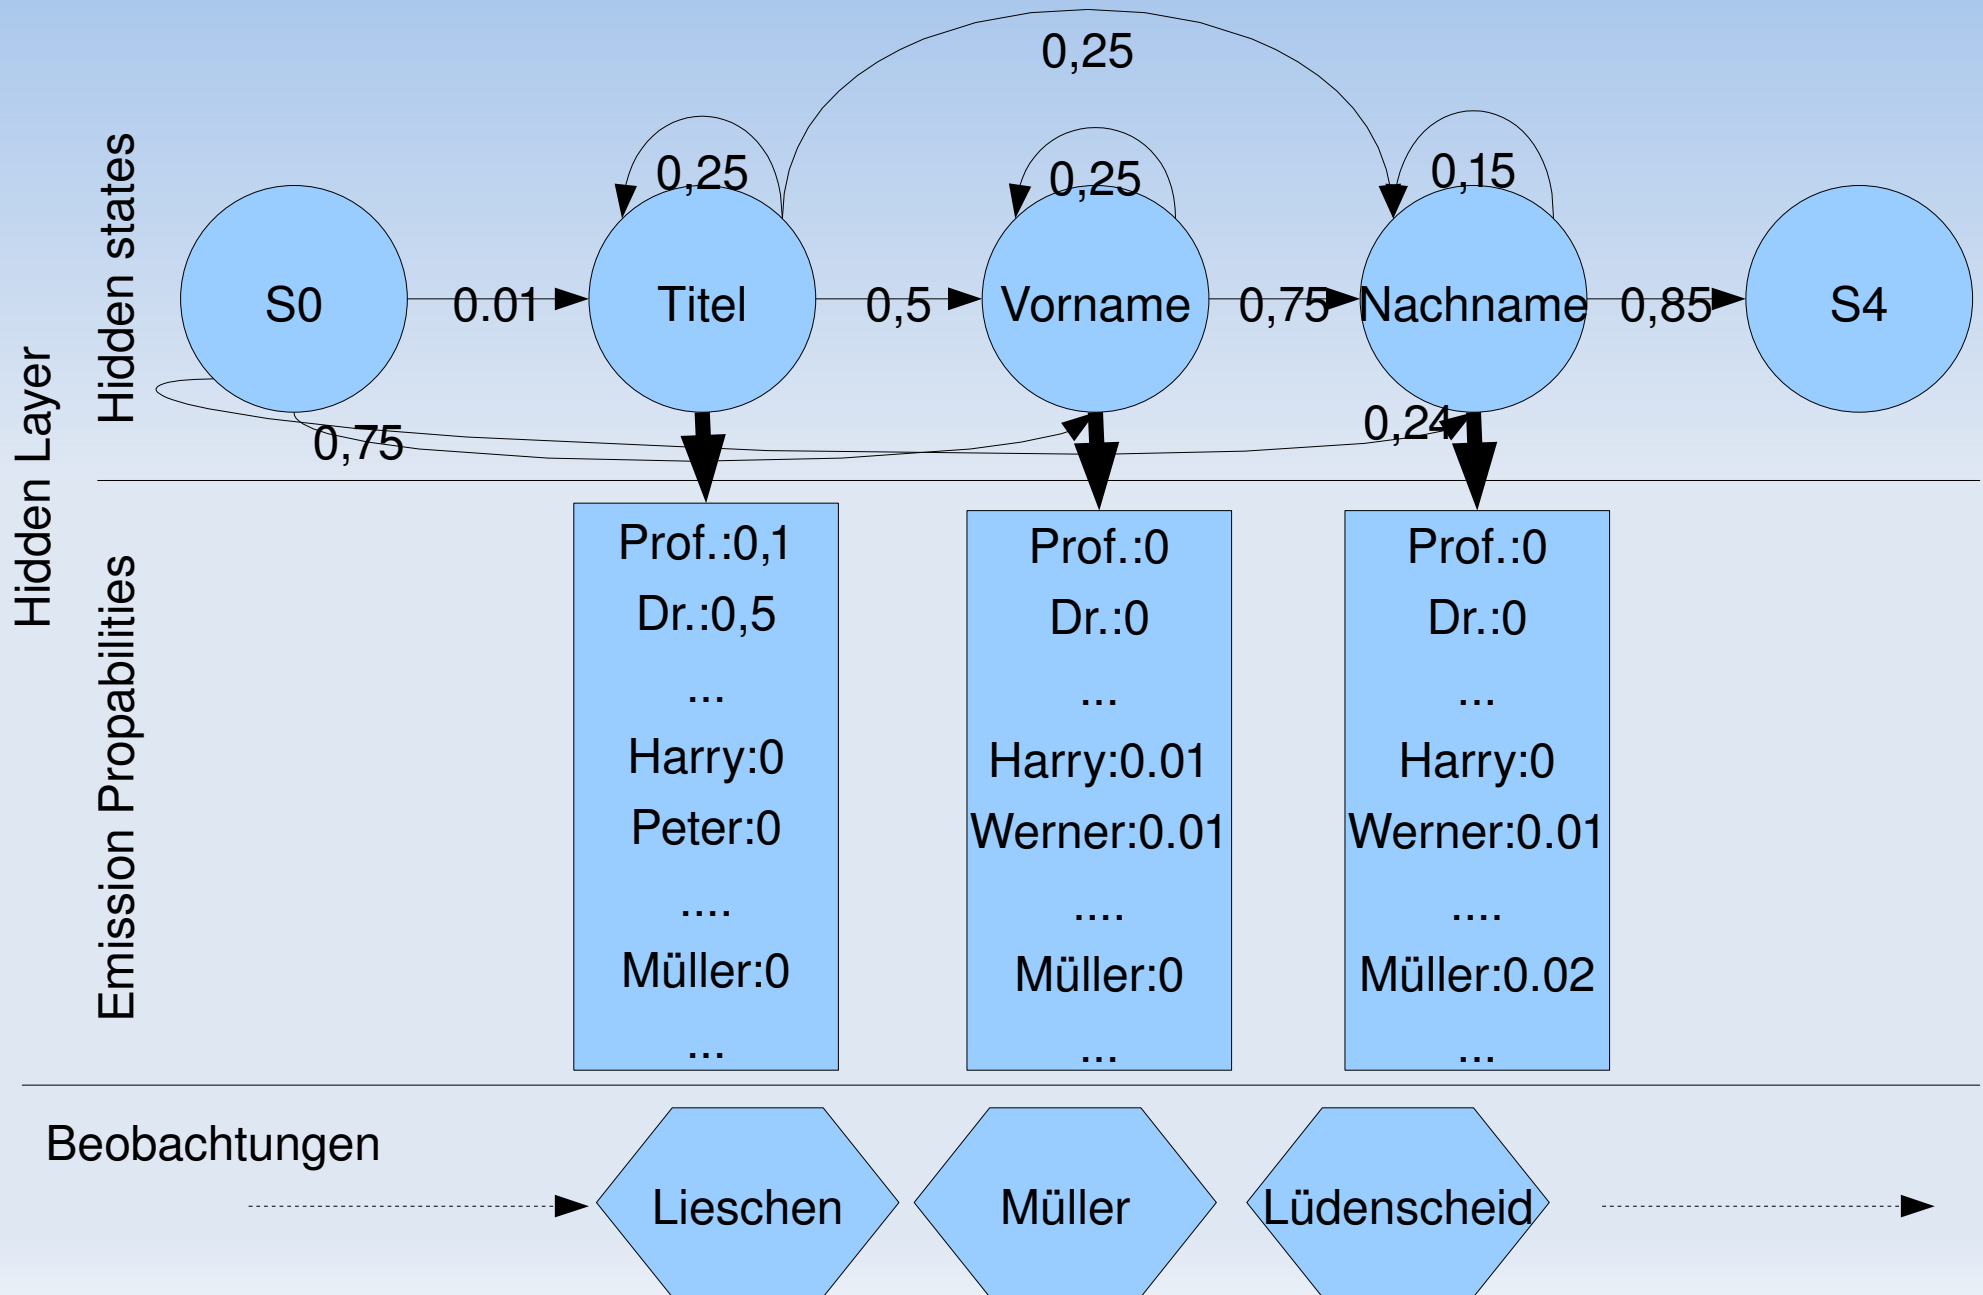 Hidden Layer
Hidden states
0,25
0,25
0,25
0,15
S0
0.01
Titel
0,5
Vorname
0,75
Nachname
0,85
S4
0,75
0,24
Emission Propabilities
Prof.:0,1
Dr.:0,5
...
Harry:0
Peter:0
....
Müller:0
...
Prof.:0
Dr.:0
...
Harry:0.01
Werner:0.01
....
Müller:0
...
Prof.:0
Dr.:0
...
Harry:0
Werner:0.01
....
Müller:0.02
...
Beobachtungen
Lieschen
Müller
Lüdenscheid